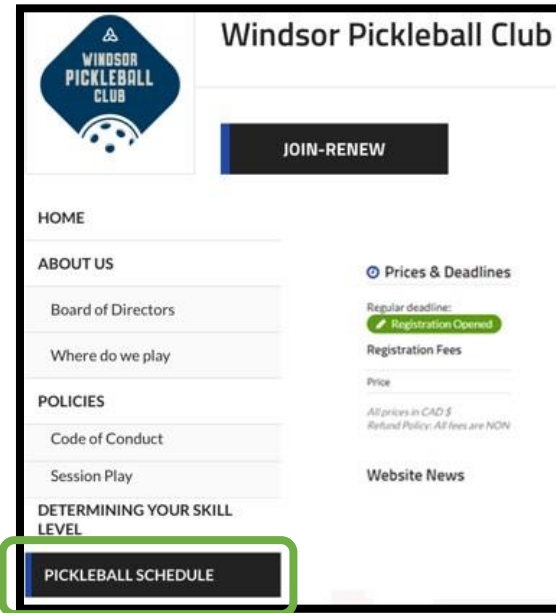 WINDSOR
PICKLEBALL
CLUB
Windsor Pickleball Club
JOIN-RENEW
HOME
ABOUT US
Board of Directors
Where do we play
POLICIES
Code of Conduct
Session Play
DETERMINING YOUR SKILL
LEVEL
PICKLEBALL SCHEDULE
Prices & Deadlines
Regular deadline:
Registration Opened
Registration Fees
Price
All prices in CAD $
Refund Policy: All fees are NON
Website News